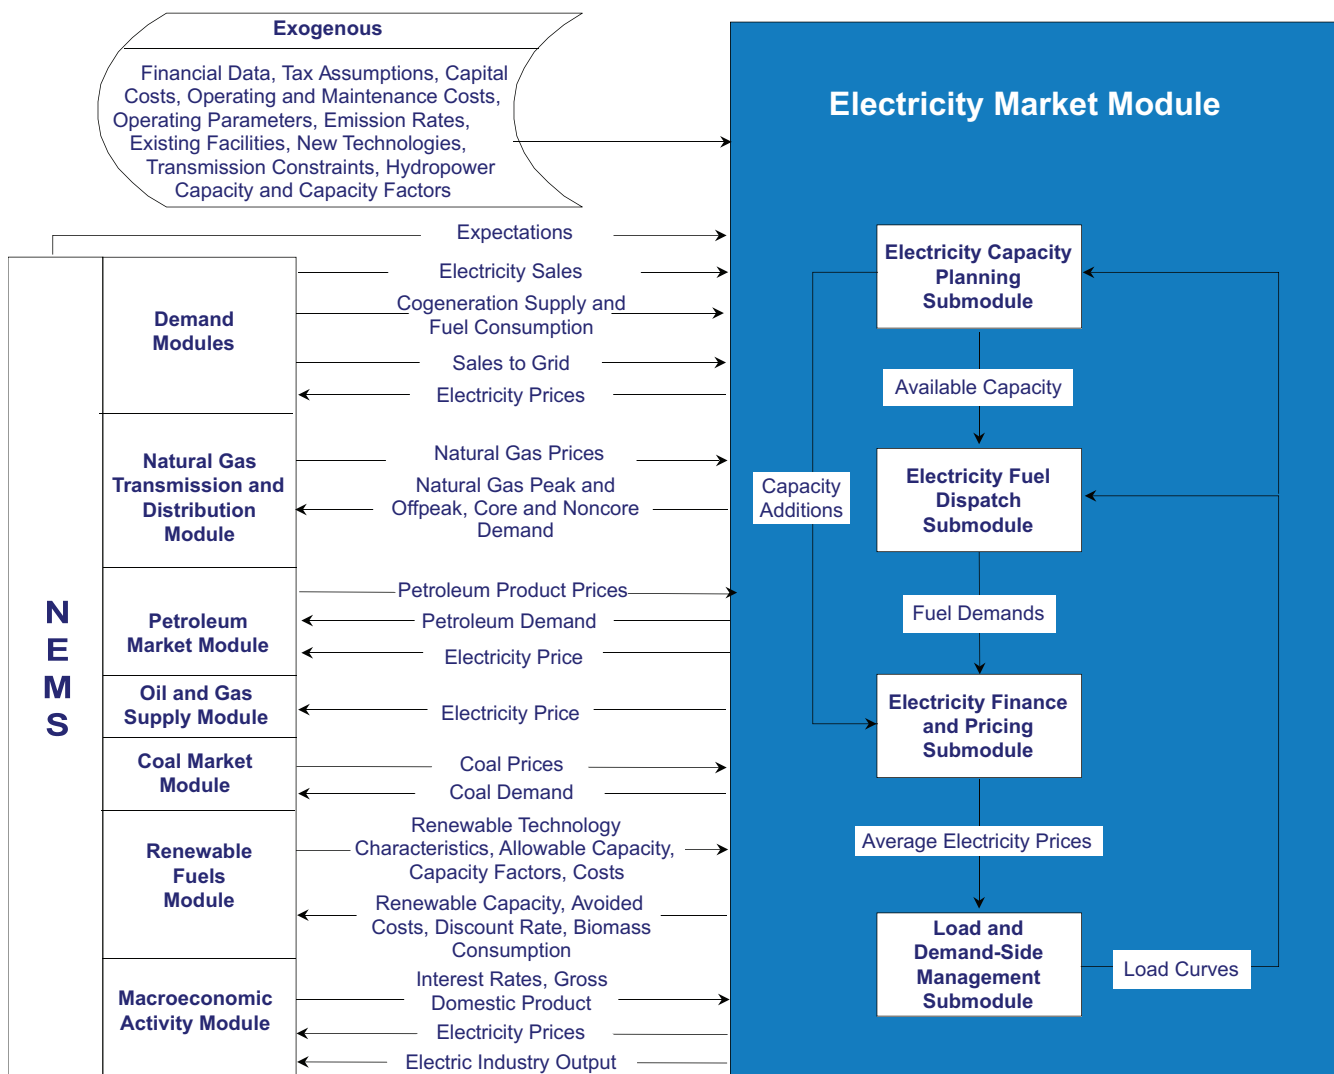 Exogenous
Financial Data, Tax Assumptions, Capital
Costs, Operating and Maintenance Costs,
Operating Parameters, Emission Rates,
Existing Facilities, New Technologies,
Transmission Constraints, Hydropower
Capacity and Capacity Factors
Electricity Market Module
NEMS
Expectations
Demand
Modules
Electricity Sales
Cogeneration Supply and
Fuel Consumption
Sales to Grid
Electricity Prices
Natural Gas
Transmission and
Distribution
Module
Natural Gas Prices
Natural Gas Peak and
Offpeak, Core and Noncore
Demand
Petroleum
Market Module
Petroleum Product Prices
Petroleum Demand
Electricity Price
Oil and Gas
Supply Module
Electricity Price
Coal Market
Module
Coal Prices
Coal Demand
Renewable
Fuels
Module
Renewable Technology
Characteristics, Allowable Capacity,
Capacity Factors, Costs
Renewable Capacity, Avoided
Costs, Discount Rate, Biomass
Consumption
Macroeconomic
Activity Module
Interest Rates, Gross
Domestic Product
Electricity Prices
Electric Industry Output
Electricity Capacity
Planning
Submodule
Available Capacity
Capacity
Additions
Electricity Fuel
Dispatch
Submodule
Fuel Demands
Electricity Finance
and Pricing
Submodule
Average Electricity Prices
Load and
Demand-Side
Management
Submodule
Load Curves